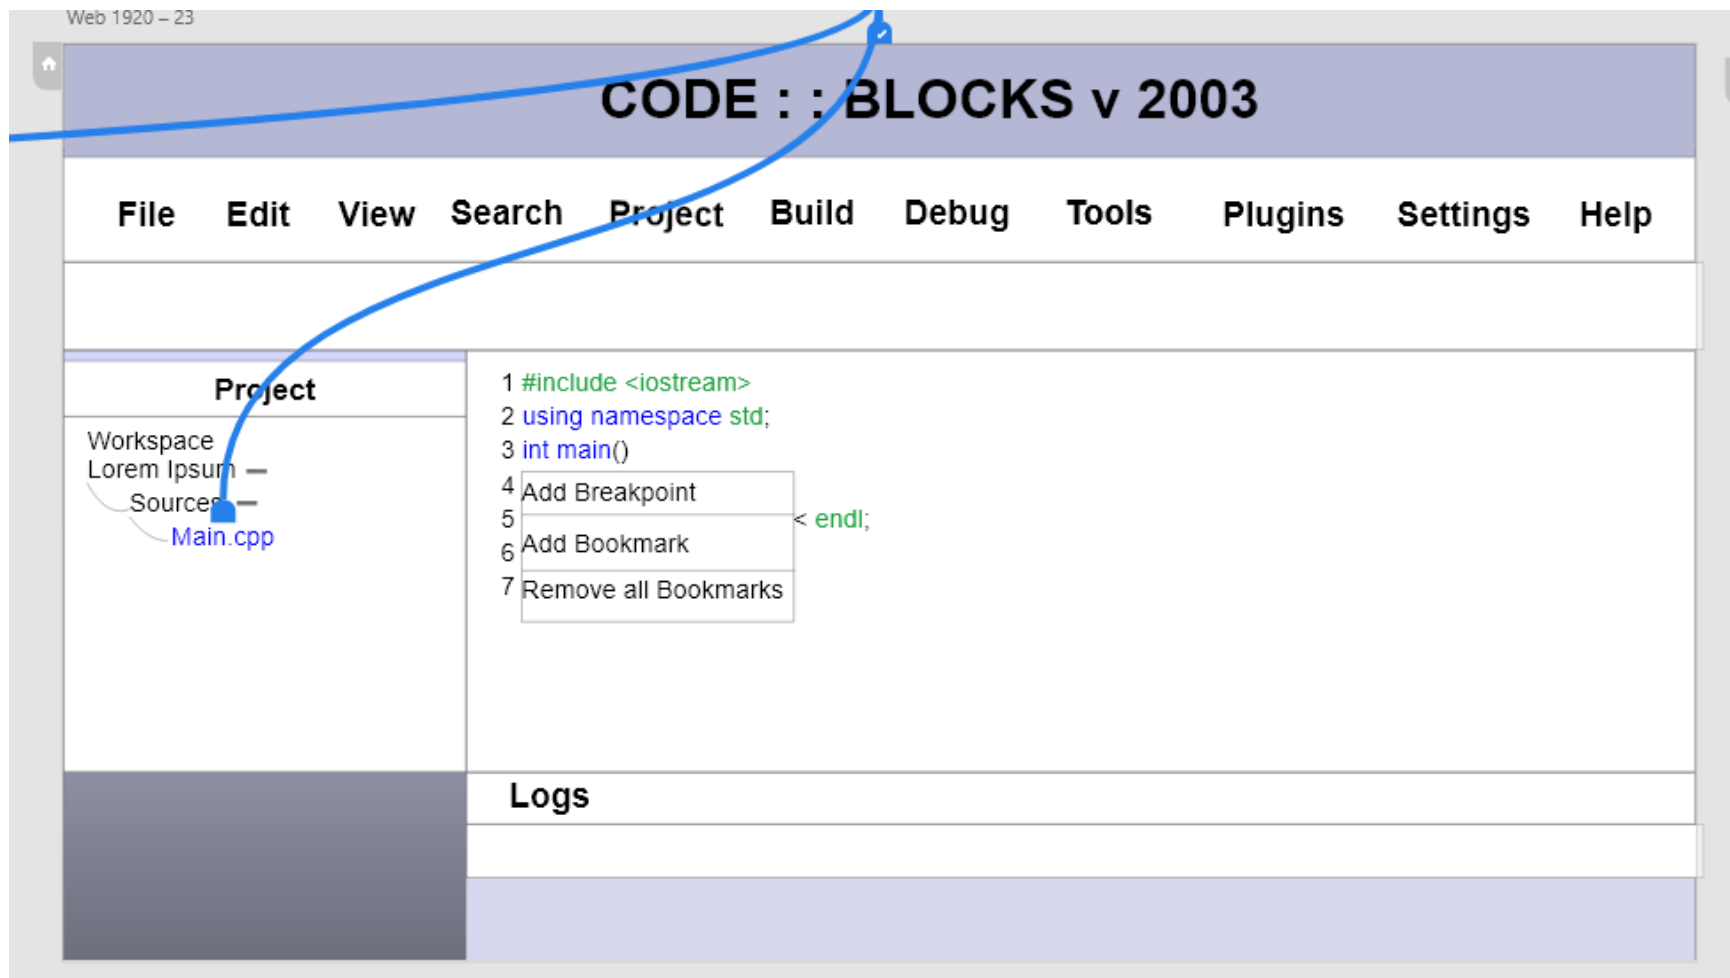 Web 1920 – 23
CODE : : BLOCKS v 2003
File Edit View Search Project Build Debug Tools Plugins Settings Help
Project
Workspace
Lorem Ipsum
Sources
Main.cpp
1 #include <iostream>
2 using namespace std;
3 int main()
4 Add Breakpoint
5 < endl;
6 Add Bookmark
7 Remove all Bookmarks
Logs